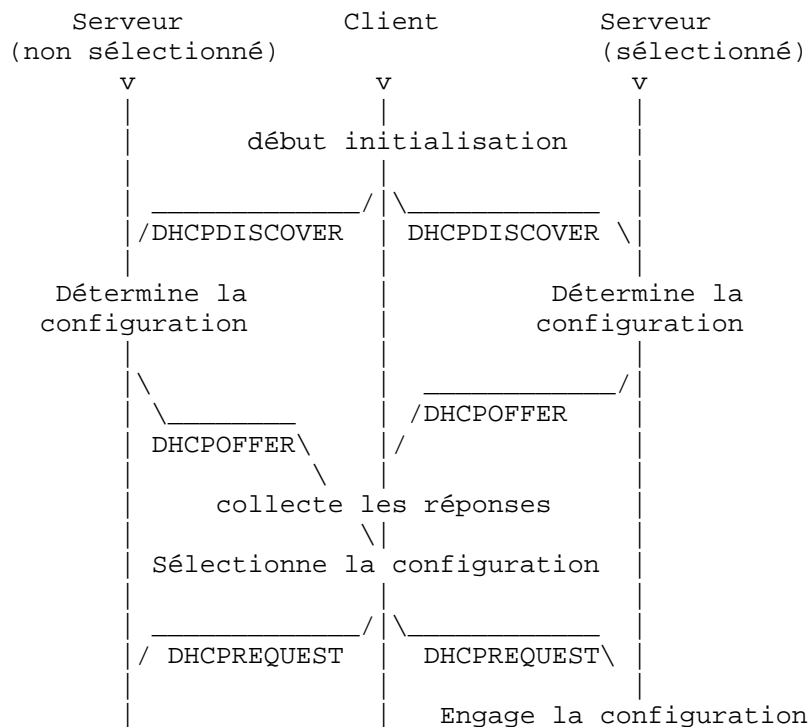 Serveur Client Serveur
(non sélectionné) (sélectionné)
v v v
début initialisation
DHCPDISCOVER DHCPDISCOVER
Détermine la Détermine la
configuration configuration
DHCPOFFER
DHCPOFFER
collecte les réponses
Sélectionne la configuration
DHCPREQUEST DHCPREQUEST
Engage la configuration